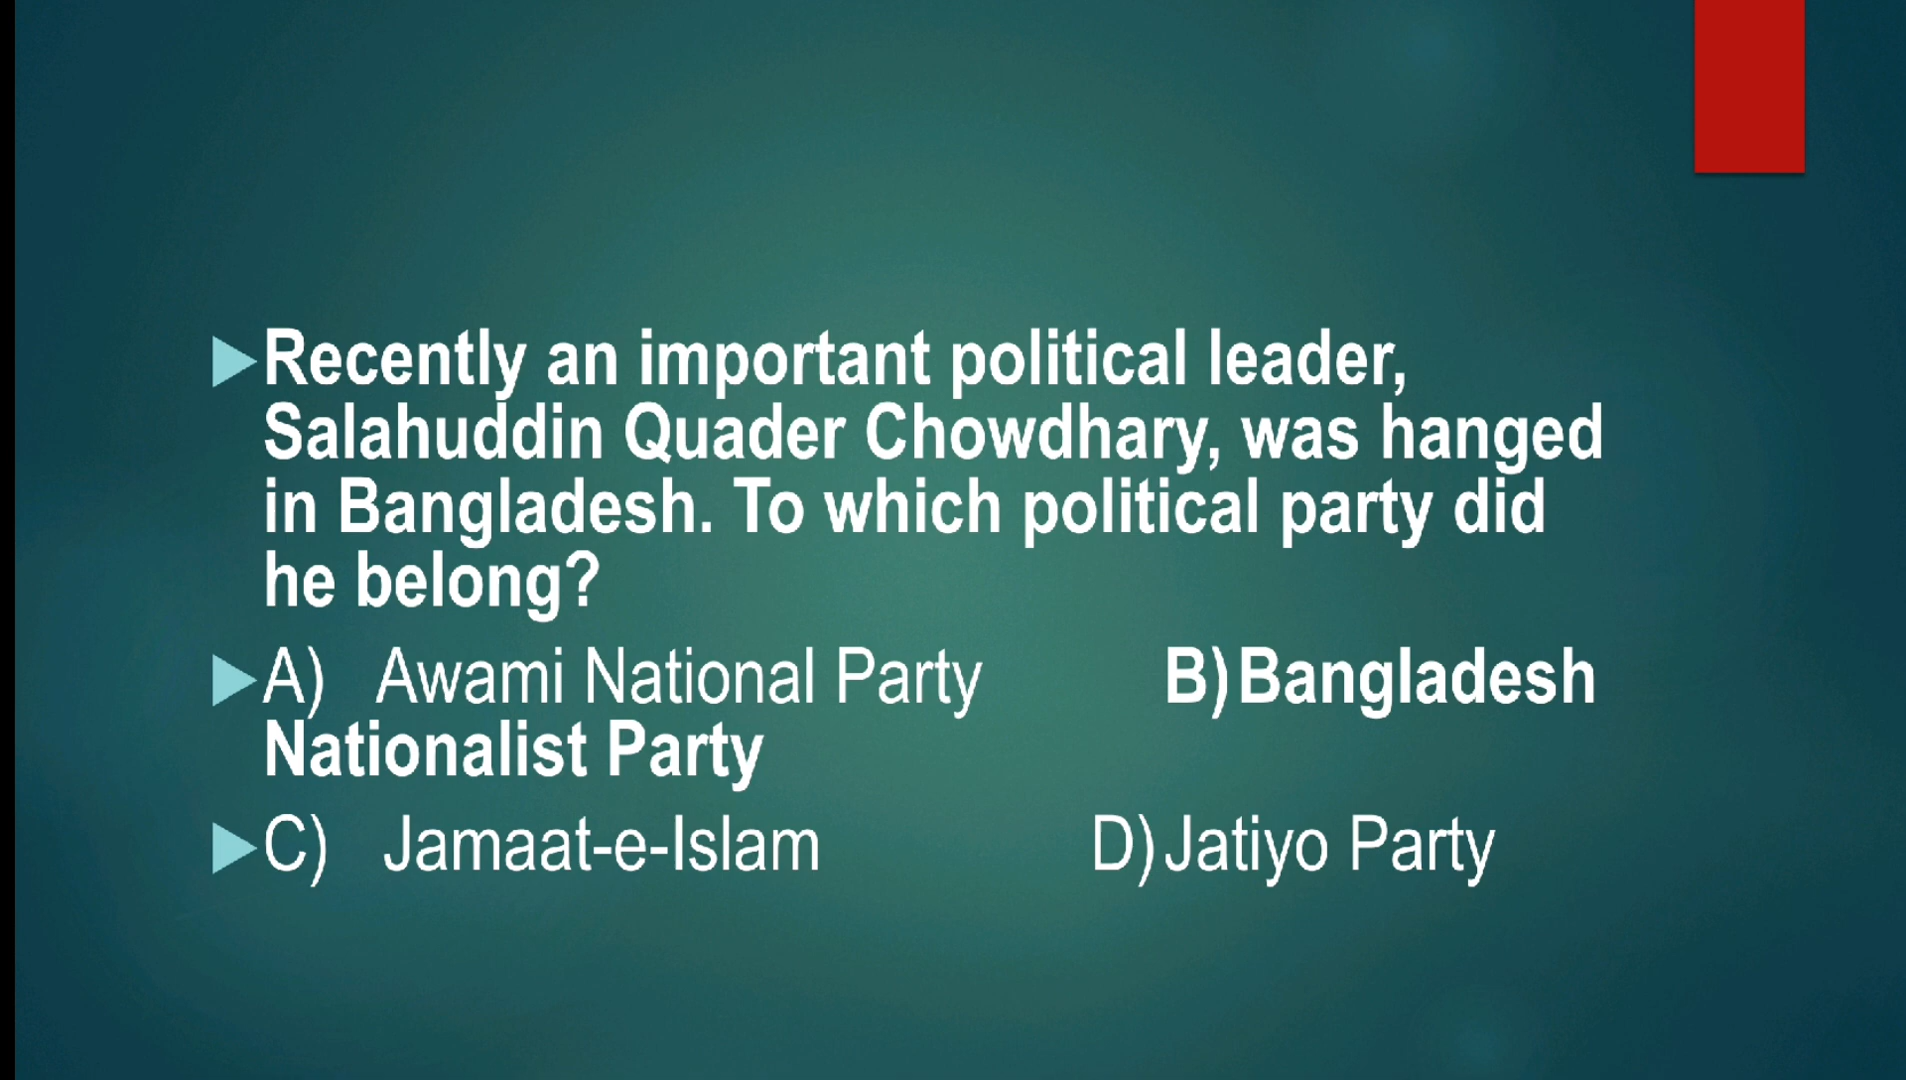 Recently an important political leader,
Salahuddin Quader Chowdhary, was hanged
in Bangladesh. To which political party did
he belong?
A) Awami National Party B) Bangladesh
Nationalist Party
C) Jamaat-e-Islam D) Jatiyo Party